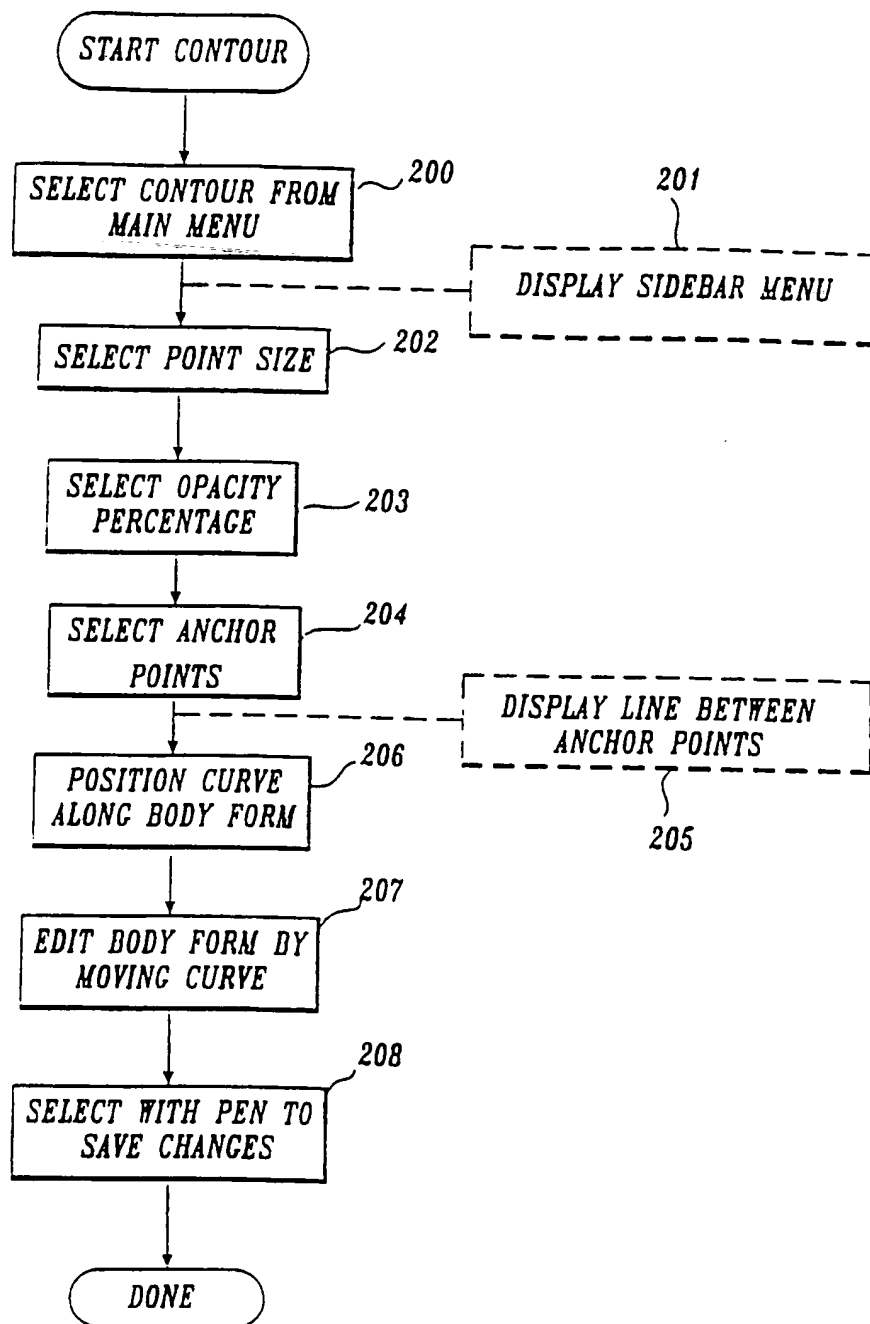 START CONTOUR
200
SELECT CONTOUR FROM
MAIN MENU
201
DISPLAY SIDEBAR MENU
202
SELECT POINT SIZE
SELECT OPACITY
PERCENTAGE
203
204
SELECT ANCHOR
POINTS
DISPLAY LINE BETWEEN
ANCHOR POINTS
205
206
POSITION CURVE
ALONG BODY FORM
207
EDIT BODY FORM BY
MOVING CURVE
208
SELECT WITH PEN TO
SAVE CHANGES
DONE